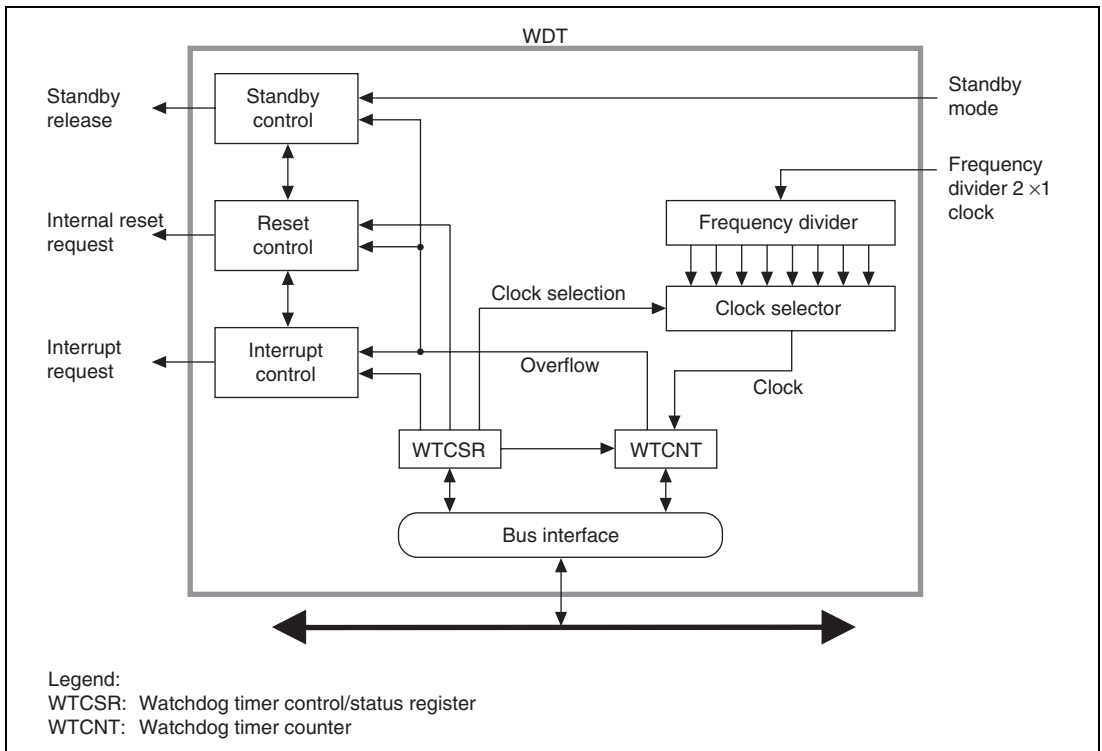 WDT
Standby
release
Standby
control
Standby
mode
Frequency
divider 2 ×1
clock
Internal reset
request
Reset
control
Frequency divider
Clock selection
Clock selector
Interrupt
request
Interrupt
control
Overflow
Clock
WTCSR
WTCNT
Bus interface
Legend:
WTCSR: Watchdog timer control/status register
WTCNT: Watchdog timer counter